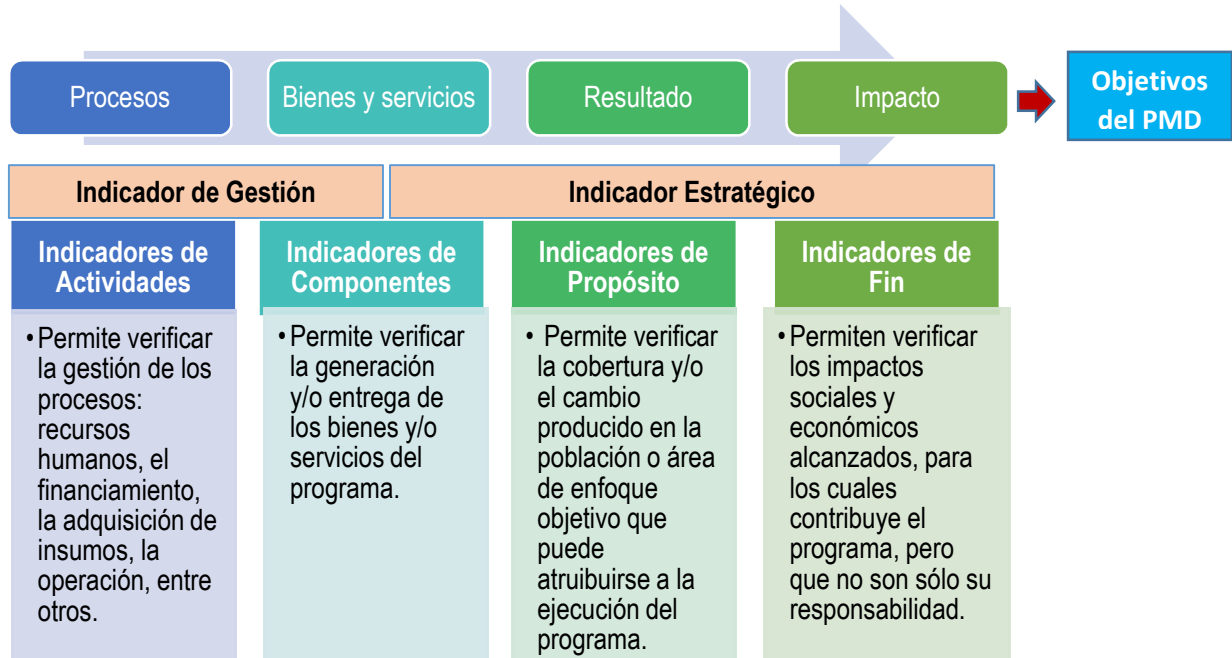 Procesos
Bienes y servicios
Resultado
Impacto
Objetivos
del PMD
Indicador de Gestión
Indicador Estratégico
Indicadores de
Actividades
• Permite verificar
la gestión de los
procesos:
recursos
humanos, el
financiamiento,
la adquisición de
insumos, la
operación, entre
otros.
Indicadores de
Componentes
• Permite verificar
la generación
y/o entrega de
los bienes y/o
servicios del
programa.
Indicadores de
Propósito
• Permite verificar
la cobertura y/o
el cambio
producido en la
población o área
de enfoque
objetivo que
puede
atruibuirse a la
ejecución del
programa.
Indicadores de
Fin
• Permiten verificar
los impactos
sociales y
económicos
alcanzados, para
los cuales
contribuye el
programa, pero
que no son sólo su
responsabilidad.